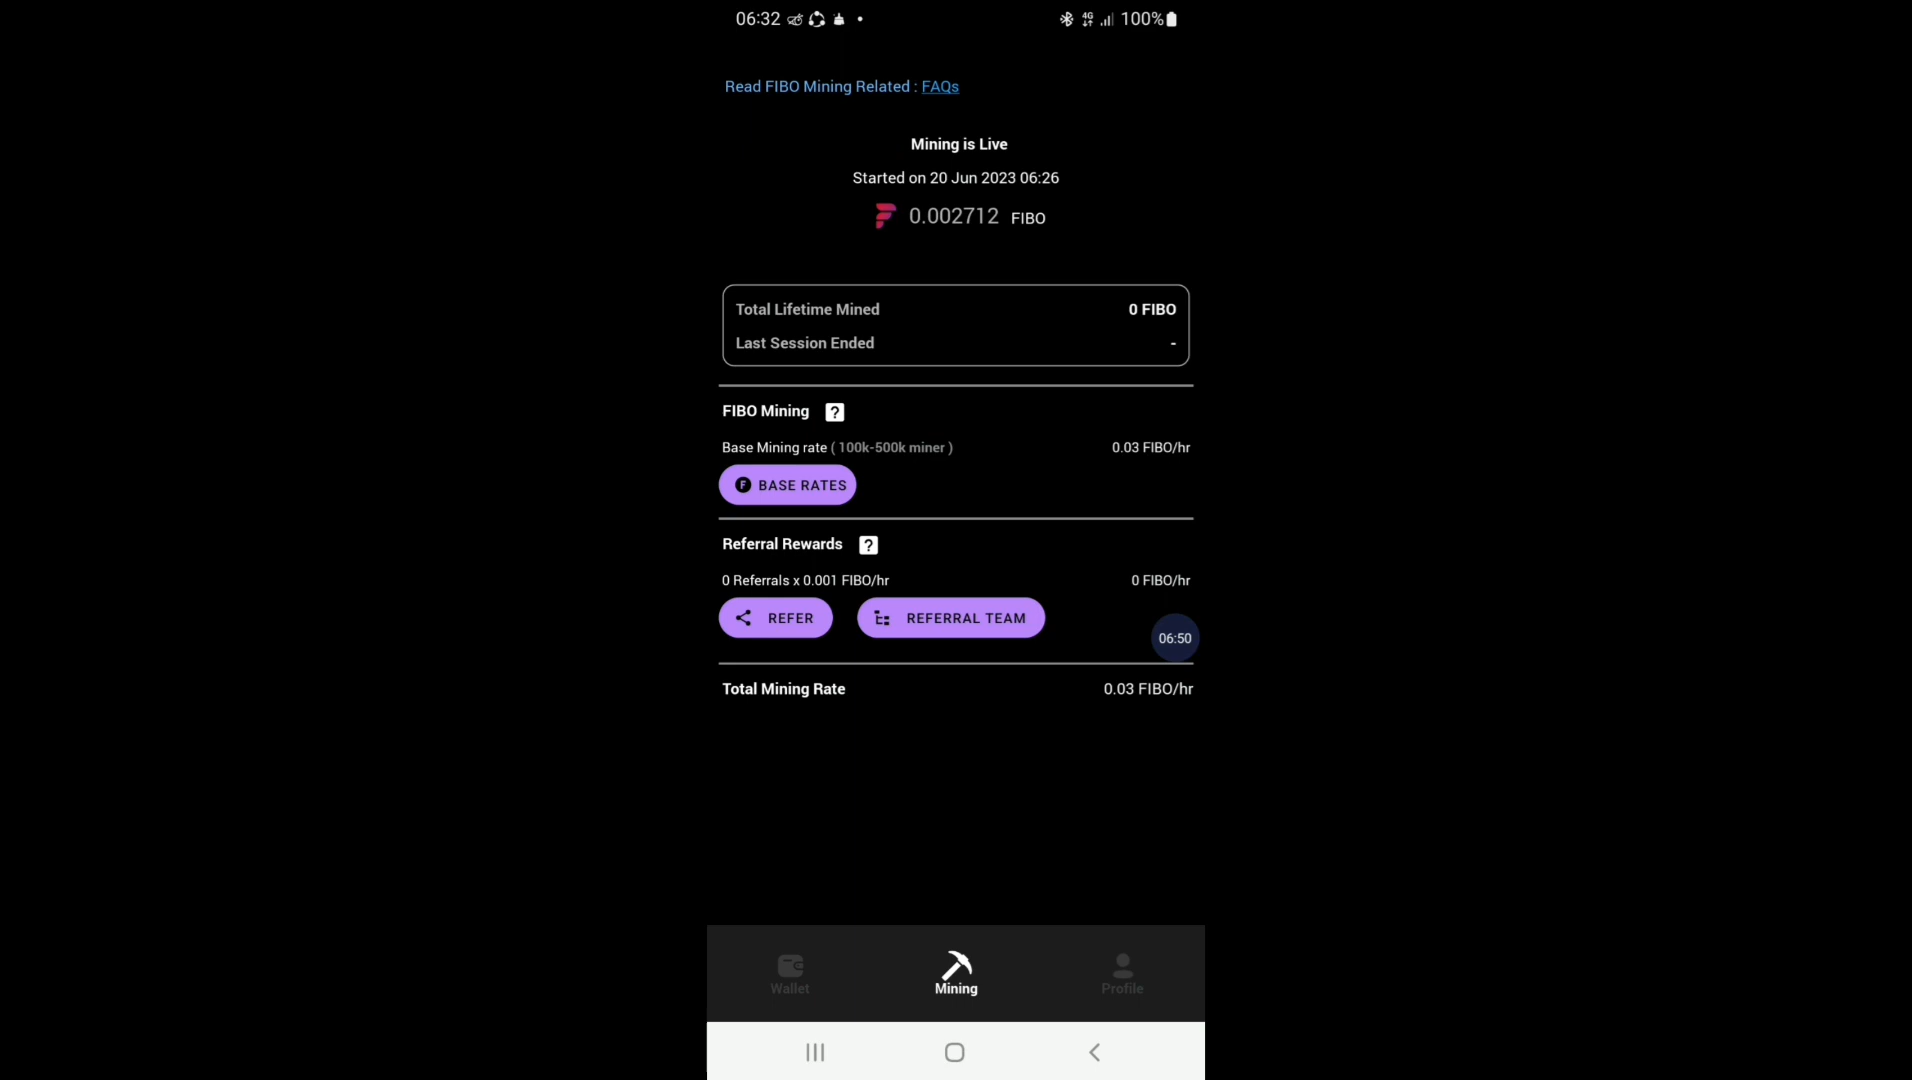 06:32 4G 100%
Read FIBO Mining Related : FAQs
Mining is Live
Started on 20 Jun 2023 06:26
0.002712 FIBO
Total Lifetime Mined 0 FIBO
Last Session Ended -
FIBO Mining ?
Base Mining rate ( 100k-500k miner ) 0.03 FIBO/hr
F BASE RATES
Referral Rewards ?
0 Referrals x 0.001 FIBO/hr 0 FIBO/hr
REFER REFERRAL TEAM
06:50
Total Mining Rate 0.03 FIBO/hr
Wallet Mining Profile